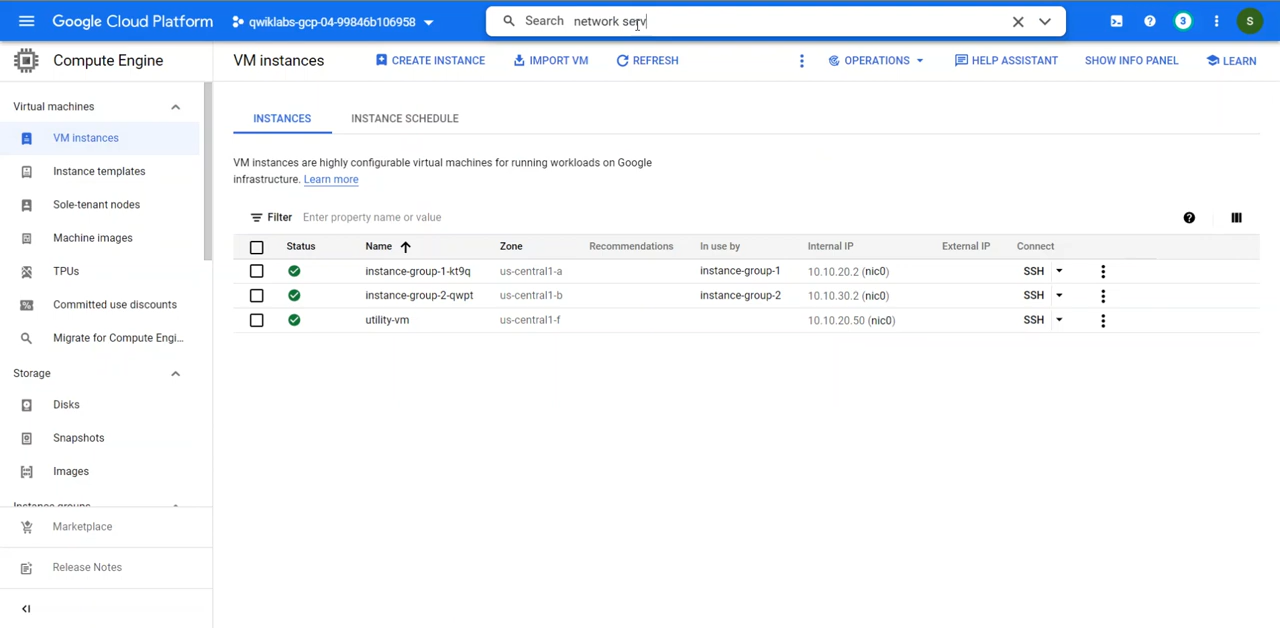 Google Cloud Platform
qwiklabs-gcp-04-99846b106958
Search network serv
3
S
Compute Engine
VM instances
CREATE INSTANCE
IMPORT VM
REFRESH
OPERATIONS
HELP ASSISTANT
SHOW INFO PANEL
LEARN
Virtual machines
VM instances
Instance templates
Sole-tenant nodes
Machine images
TPUs
Committed use discounts
Migrate for Compute Engi...
Storage
Disks
Snapshots
Images
Instance groups
Marketplace
Release Notes
INSTANCES
INSTANCE SCHEDULE
VM instances are highly configurable virtual machines for running workloads on Google
infrastructure. Learn more
Filter Enter property name or value
Status Name Zone Recommendations In use by Internal IP External IP Connect
instance-group-1-kt9q us-central1-a instance-group-1 10.10.20.2 (nic0) SSH
instance-group-2-qwpt us-central1-b instance-group-2 10.10.30.2 (nic0) SSH
utility-vm us-central1-f 10.10.20.50 (nic0) SSH